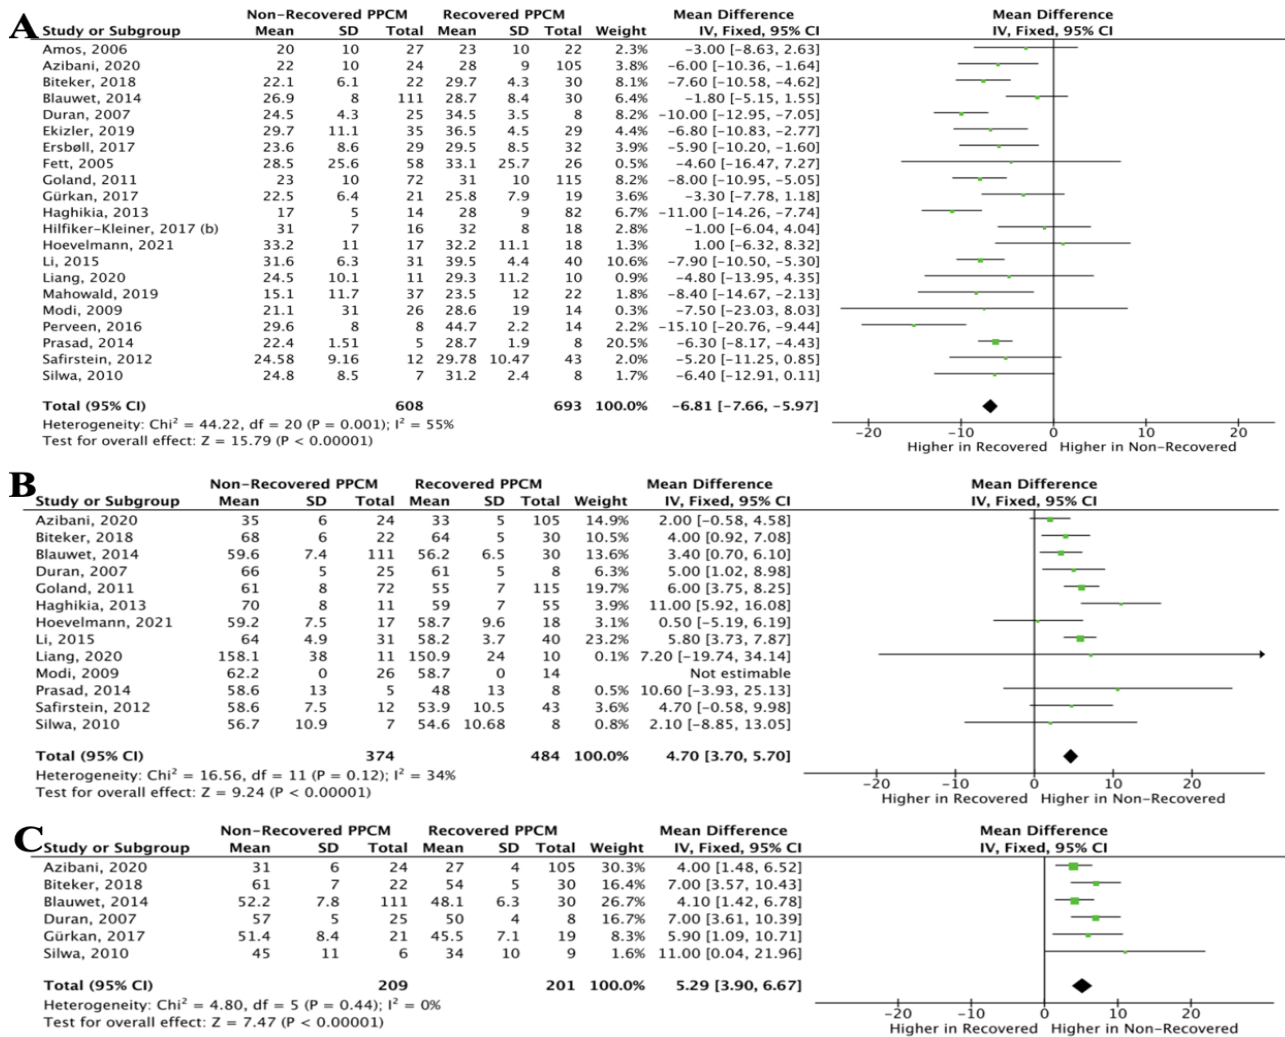 A
Non-Recovered PPCM Recovered PPCM Mean Difference Mean Difference
Study or Subgroup Mean SD Total Mean SD Total Weight IV, Fixed, 95% CI IV, Fixed, 95% CI
Amos, 2006 20 10 27 23 10 22 2.3% −3.00 [−8.63, 2.63]
Azibani, 2020 22 10 24 28 9 105 3.8% −6.00 [−10.36, −1.64]
Biteker, 2018 22.1 6.1 22 29.7 4.3 30 8.1% −7.60 [−10.58, −4.62]
Blauwet, 2014 26.9 8 111 28.7 8.4 30 6.4% −1.80 [−5.15, 1.55]
Duran, 2007 24.5 4.3 25 34.5 3.5 8 8.2% −10.00 [−12.95, −7.05]
Ekizler, 2019 29.7 11.1 35 36.5 4.5 29 4.4% −6.80 [−10.83, −2.77]
Ersbøll, 2017 23.6 8.6 29 29.5 8.5 32 3.9% −5.90 [−10.20, −1.60]
Fett, 2005 28.5 25.6 58 33.1 25.7 26 0.5% −4.60 [−16.47, 7.27]
Goland, 2011 23 10 72 31 10 115 8.2% −8.00 [−10.95, −5.05]
Gürkan, 2017 22.5 6.4 21 25.8 7.9 19 3.6% −3.30 [−7.78, 1.18]
Haghikia, 2013 17 5 14 28 9 82 6.7% −11.00 [−14.26, −7.74]
Hilfiker-Kleiner, 2017 (b) 31 7 16 32 8 18 2.8% −1.00 [−6.04, 4.04]
Hoevelmann, 2021 33.2 11 17 32.2 11.1 18 1.3% 1.00 [−6.32, 8.32]
Li, 2015 31.6 6.3 31 39.5 4.4 40 10.6% −7.90 [−10.50, −5.30]
Liang, 2020 24.5 10.1 11 29.3 11.2 10 0.9% −4.80 [−13.95, 4.35]
Mahowald, 2019 15.1 11.7 37 23.5 12 22 1.8% −8.40 [−14.67, −2.13]
Modi, 2009 21.1 31 26 28.6 19 14 0.3% −7.50 [−23.03, 8.03]
Perveen, 2016 29.6 8 8 44.7 2.2 14 2.2% −15.10 [−20.76, −9.44]
Prasad, 2014 22.4 1.51 5 28.7 1.9 8 20.5% −6.30 [−8.17, −4.43]
Safirstein, 2012 24.58 9.16 12 29.78 10.47 43 2.0% −5.20 [−11.25, 0.85]
Silwa, 2010 24.8 8.5 7 31.2 2.4 8 1.7% −6.40 [−12.91, 0.11]
Total (95% CI) 608 693 100.0% −6.81 [−7.66, −5.97]
Heterogeneity: Chi² = 44.22, df = 20 (P = 0.001); I² = 55%
Test for overall effect: Z = 15.79 (P < 0.00001)
−20 −10 0 10 20
Higher in Recovered Higher in Non-Recovered
B
Non-Recovered PPCM Recovered PPCM Mean Difference Mean Difference
Study or Subgroup Mean SD Total Mean SD Total Weight IV, Fixed, 95% CI IV, Fixed, 95% CI
Azibani, 2020 35 6 24 33 5 105 14.9% 2.00 [−0.58, 4.58]
Biteker, 2018 68 6 22 64 5 30 10.5% 4.00 [0.92, 7.08]
Blauwet, 2014 59.6 7.4 111 56.2 6.5 30 13.6% 3.40 [0.70, 6.10]
Duran, 2007 66 5 25 61 5 8 6.3% 5.00 [1.02, 8.98]
Goland, 2011 61 8 72 55 7 115 19.7% 6.00 [3.75, 8.25]
Haghikia, 2013 70 8 11 59 7 55 3.9% 11.00 [5.92, 16.08]
Hoevelmann, 2021 59.2 7.5 17 58.7 9.6 18 3.1% 0.50 [−5.19, 6.19]
Li, 2015 64 4.9 31 58.2 3.7 40 23.2% 5.80 [3.73, 7.87]
Liang, 2020 158.1 38 11 150.9 24 10 0.1% 7.20 [−19.74, 34.14]
Modi, 2009 62.2 0 26 58.7 0 14 Not estimable
Prasad, 2014 58.6 13 5 48 13 8 0.5% 10.60 [−3.93, 25.13]
Safirstein, 2012 58.6 7.5 12 53.9 10.5 43 3.6% 4.70 [−0.58, 9.98]
Silwa, 2010 56.7 10.9 7 54.6 10.68 8 0.8% 2.10 [−8.85, 13.05]
Total (95% CI) 374 484 100.0% 4.70 [3.70, 5.70]
Heterogeneity: Chi² = 16.56, df = 11 (P = 0.12); I² = 34%
Test for overall effect: Z = 9.24 (P < 0.00001)
−20 −10 0 10 20
Higher in Recovered Higher in Non-Recovered
C
Non-Recovered PPCM Recovered PPCM Mean Difference Mean Difference
Study or Subgroup Mean SD Total Mean SD Total Weight IV, Fixed, 95% CI IV, Fixed, 95% CI
Azibani, 2020 31 6 24 27 4 105 30.3% 4.00 [1.48, 6.52]
Biteker, 2018 61 7 22 54 5 30 16.4% 7.00 [3.57, 10.43]
Blauwet, 2014 52.2 7.8 111 48.1 6.3 30 26.7% 4.10 [1.42, 6.78]
Duran, 2007 57 5 25 50 4 8 16.7% 7.00 [3.61, 10.39]
Gürkan, 2017 51.4 8.4 21 45.5 7.1 19 8.3% 5.90 [1.09, 10.71]
Silwa, 2010 45 11 6 34 10 9 1.6% 11.00 [0.04, 21.96]
Total (95% CI) 209 201 100.0% 5.29 [3.90, 6.67]
Heterogeneity: Chi² = 4.80, df = 5 (P = 0.44); I² = 0%
Test for overall effect: Z = 7.47 (P < 0.00001)
−20 −10 0 10 20
Higher in Recovered Higher in Non-Recovered